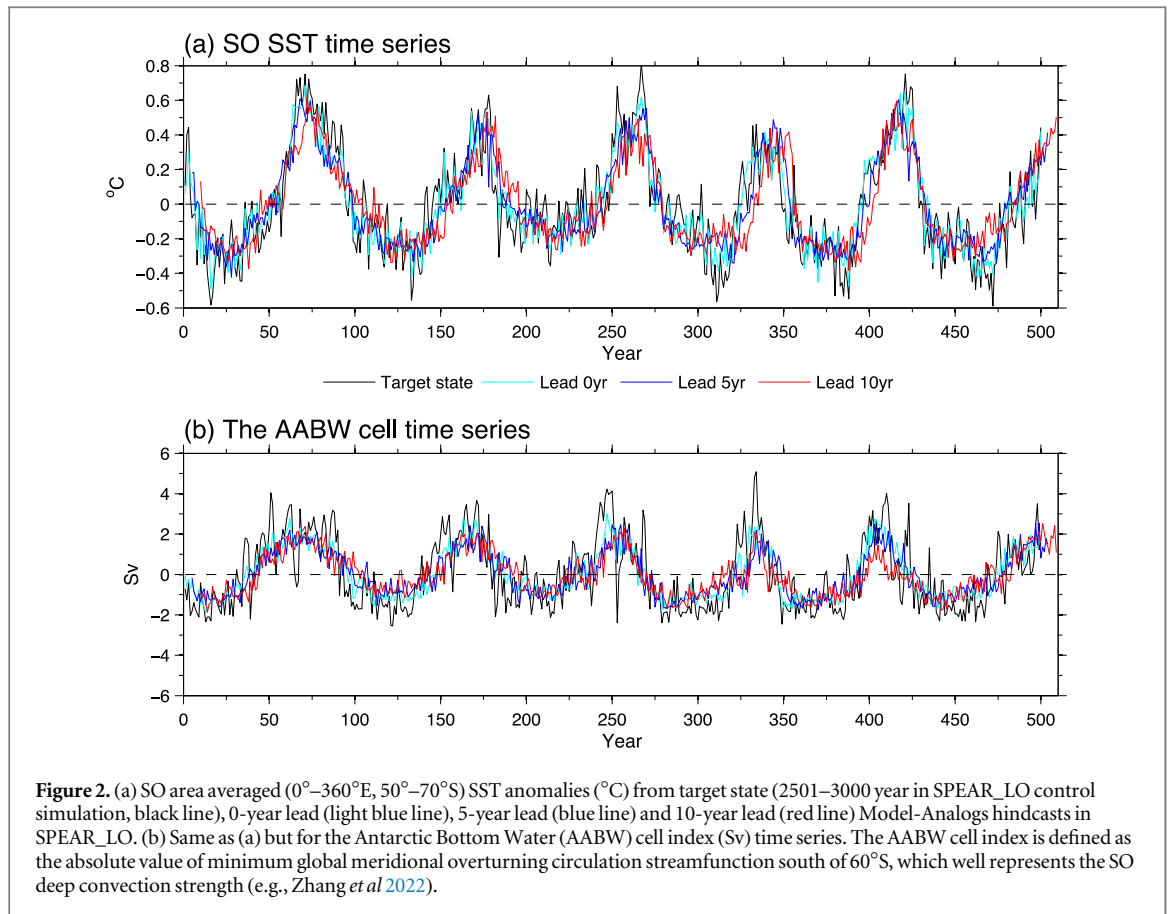 (a) SO SST time series
0.8
0.6
0.4
0.2
0
−0.2
−0.4
−0.6
°C
0 50 100 150 200 250 300 350 400 450 500
Year
Target state Lead 0yr Lead 5yr Lead 10yr
(b) The AABW cell time series
6
4
2
0
−2
−4
−6
Sv
0 50 100 150 200 250 300 350 400 450 500
Year
Figure 2. (a) SO area averaged (0°–360°E, 50°–70°S) SST anomalies (°C) from target state (2501–3000 year in SPEAR_LO control
simulation, black line), 0-year lead (light blue line), 5-year lead (blue line) and 10-year lead (red line) Model-Analogs hindcasts in
SPEAR_LO. (b) Same as (a) but for the Antarctic Bottom Water (AABW) cell index (Sv) time series. The AABW cell index is defined as
the absolute value of minimum global meridional overturning circulation streamfunction south of 60°S, which well represents the SO
deep convection strength (e.g., Zhang et al 2022).